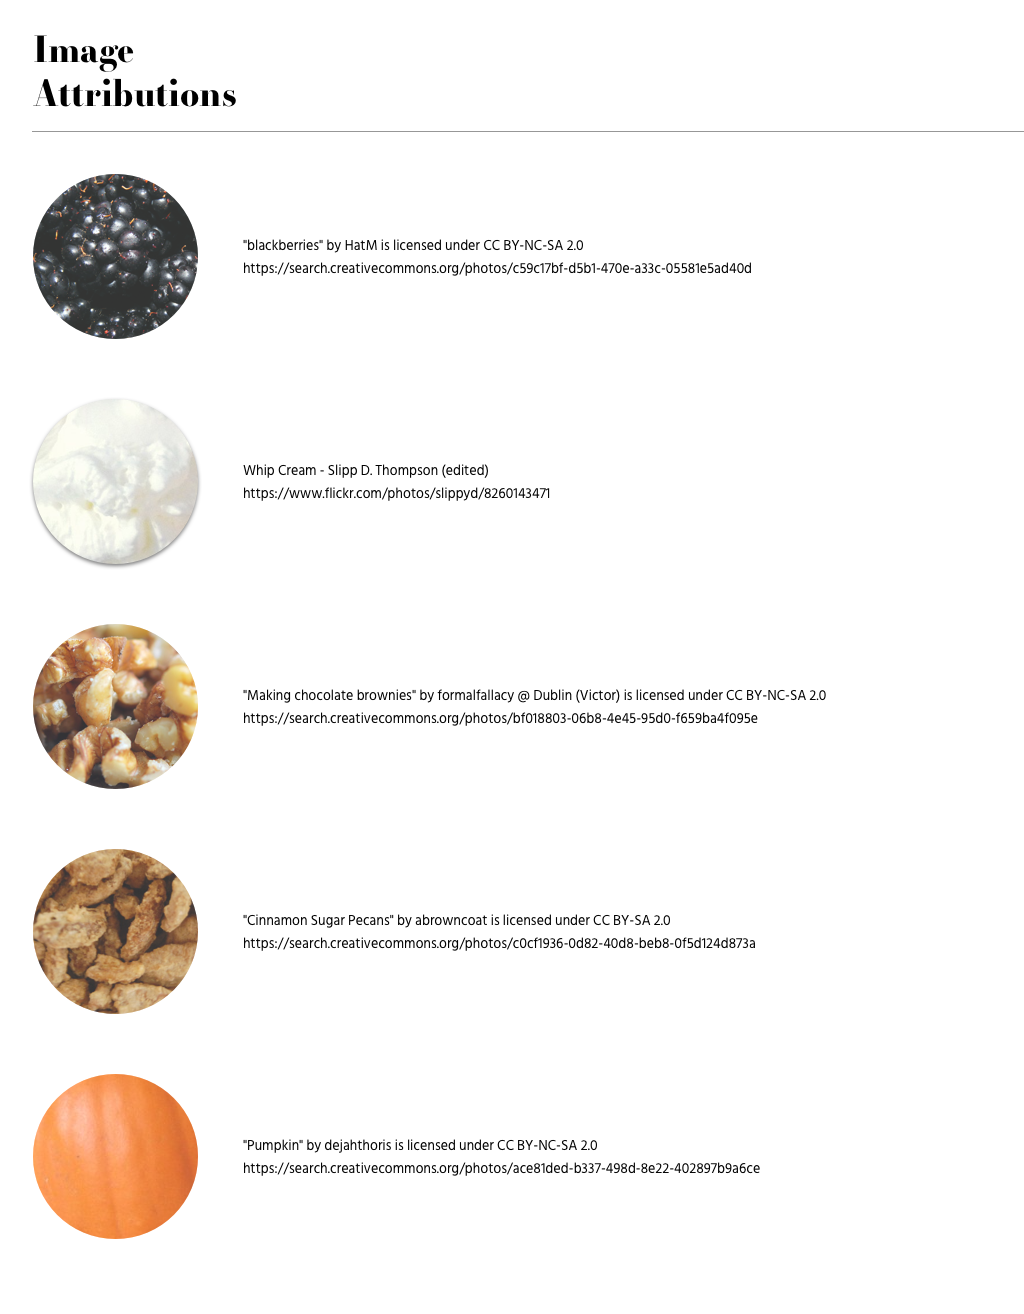 Image
Attributions
"blackberries" by HatM is licensed under CC BY-NC-SA 2.0
https://search.creativecommons.org/photos/c59c17bf-d5b1-470e-a33c-05581e5ad40d
Whip Cream - Slipp D. Thompson (edited)
https://www.flickr.com/photos/slippyd/8260143471
"Making chocolate brownies" by formalfallacy @ Dublin (Victor) is licensed under CC BY-NC-SA 2.0
https://search.creativecommons.org/photos/bf018803-06b8-4e45-95d0-f659ba4f095e
"Cinnamon Sugar Pecans" by abrowncoat is licensed under CC BY-SA 2.0
https://search.creativecommons.org/photos/c0cf1936-0d82-40d8-beb8-0f5d124d873a
"Pumpkin" by dejahthoris is licensed under CC BY-NC-SA 2.0
https://search.creativecommons.org/photos/ace81ded-b337-498d-8e22-402897b9a6ce